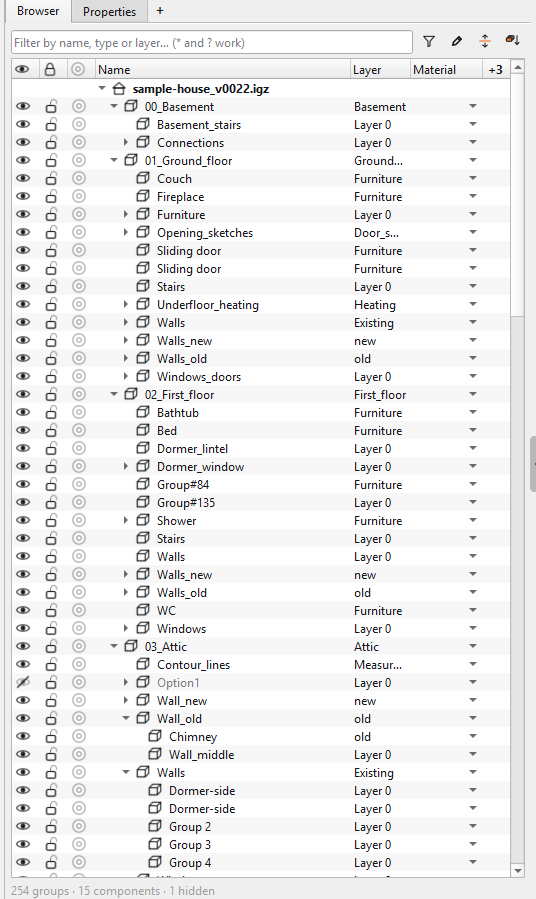 Browser Properties +
Filter by name, type or layer... (* and ? work)
Name Layer Material +3
sample-house_v0022.igz
00_Basement Basement
Basement_stairs Layer 0
Connections Layer 0
01_Ground_floor Ground...
Couch Furniture
Fireplace Furniture
Furniture Layer 0
Opening_sketches Door_s...
Sliding door Furniture
Sliding door Furniture
Stairs Layer 0
Underfloor_heating Heating
Walls Existing
Walls_new new
Walls_old old
Windows_doors Layer 0
02_First_floor First_floor
Bathtub Furniture
Bed Furniture
Dormer_lintel Layer 0
Dormer_window Layer 0
Group#84 Furniture
Group#135 Layer 0
Shower Furniture
Stairs Layer 0
Walls Layer 0
Walls_new new
Walls_old old
WC Furniture
Windows Layer 0
03_Attic Attic
Contour_lines Measur...
Option1 Layer 0
Wall_new new
Wall_old old
Chimney old
Wall_middle Layer 0
Walls Existing
Dormer-side Layer 0
Dormer-side Layer 0
Group 2 Layer 0
Group 3 Layer 0
Group 4 Layer 0
254 groups · 15 components · 1 hidden